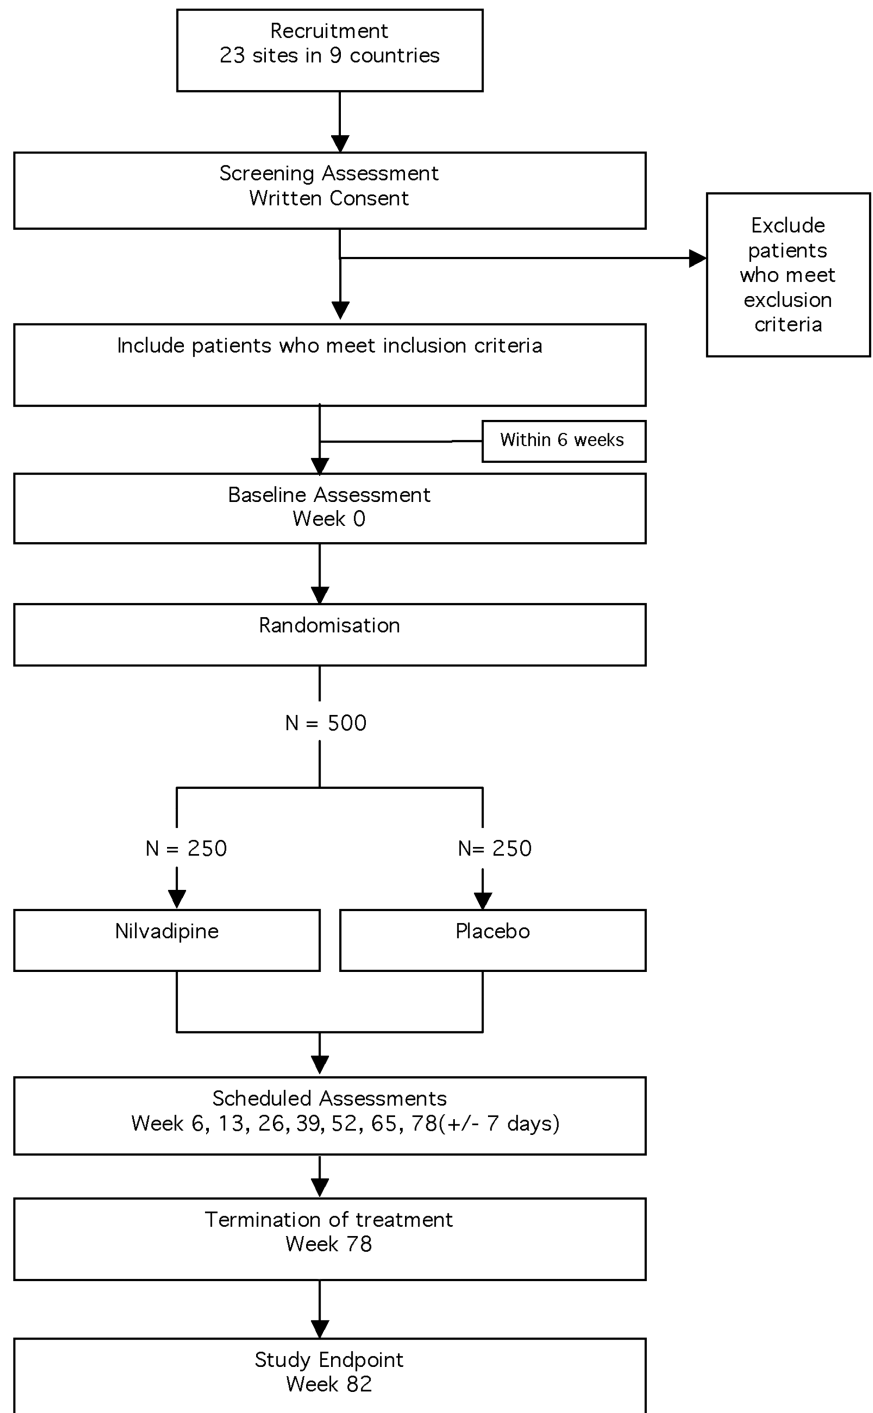 Recruitment
23 sites in 9 countries
Screening Assessment
Written Consent
Exclude
patients
who meet
exclusion
criteria
Include patients who meet inclusion criteria
Within 6 weeks
Baseline Assessment
Week 0
Randomisation
N = 500
N = 250
N= 250
Nilvadipine
Placebo
Scheduled Assessments
Week 6, 13, 26, 39, 52, 65, 78(+/- 7 days)
Termination of treatment
Week 78
Study Endpoint
Week 82